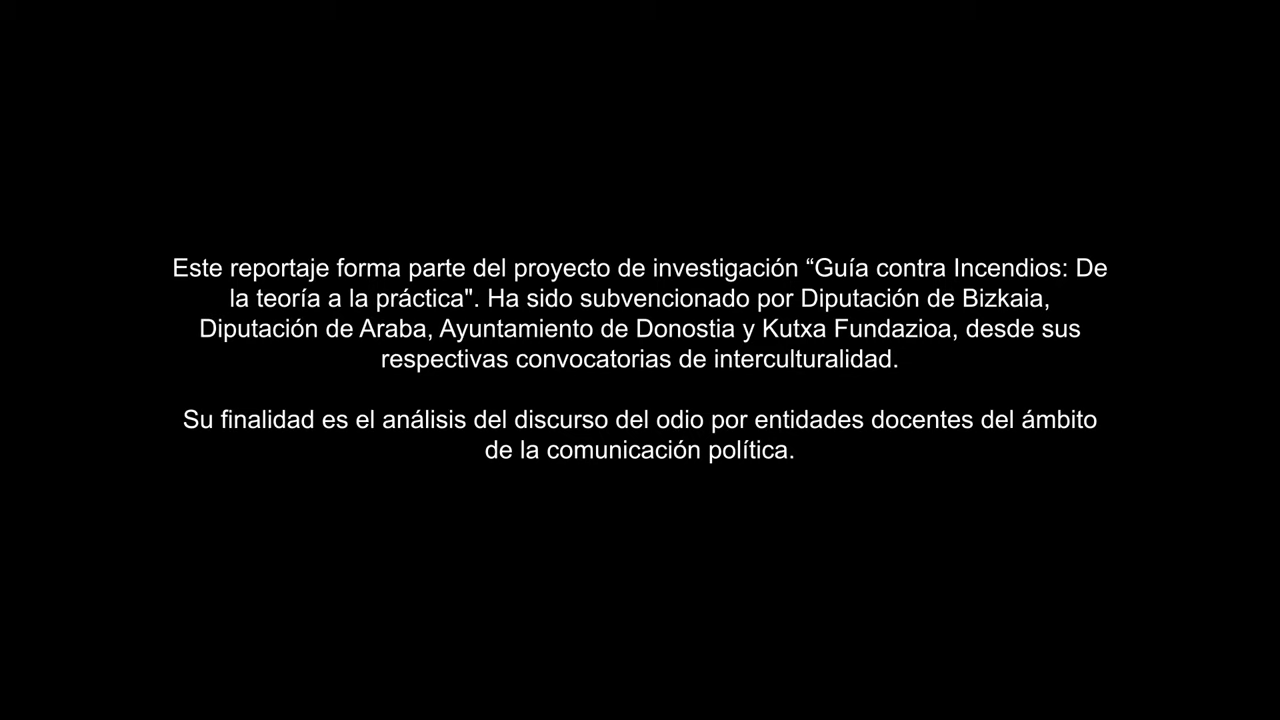 Este reportaje forma parte del proyecto de investigación “Guía contra Incendios: De
la teoría a la práctica". Ha sido subvencionado por Diputación de Bizkaia,
Diputación de Araba, Ayuntamiento de Donostia y Kutxa Fundazioa, desde sus
respectivas convocatorias de interculturalidad.
Su finalidad es el análisis del discurso del odio por entidades docentes del ámbito
de la comunicación política.